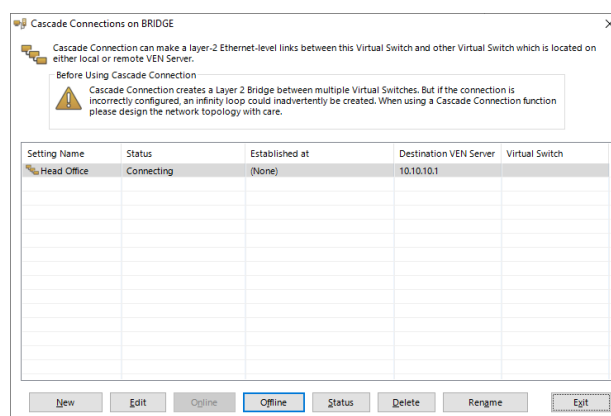 Cascade Connections on BRIDGE
Cascade Connection can make a layer-2 Ethernet-level links between this Virtual Switch and other Virtual Switch which is located on
either local or remote VEN Server.
Before Using Cascade Connection
Cascade Connection creates a Layer 2 Bridge between multiple Virtual Switches. But if the connection is
incorrectly configured, an infinity loop could inadvertently be created. When using a Cascade Connection function
please design the network topology with care.
Setting Name Status Established at Destination VEN Server Virtual Switch
Head Office Connecting (None) 10.10.10.1
New Edit Online Offline Status Delete Rename Exit